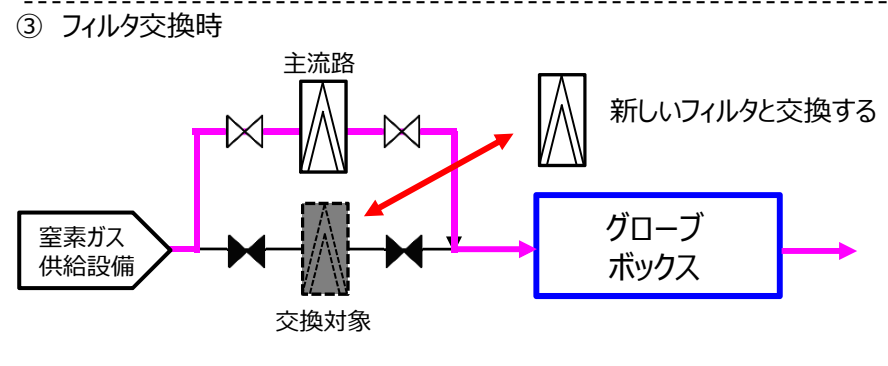 ③ フィルタ交換時
主流路
新しいフィルタと交換する
窒素ガス
供給設備
グローブ
ボックス
交換対象